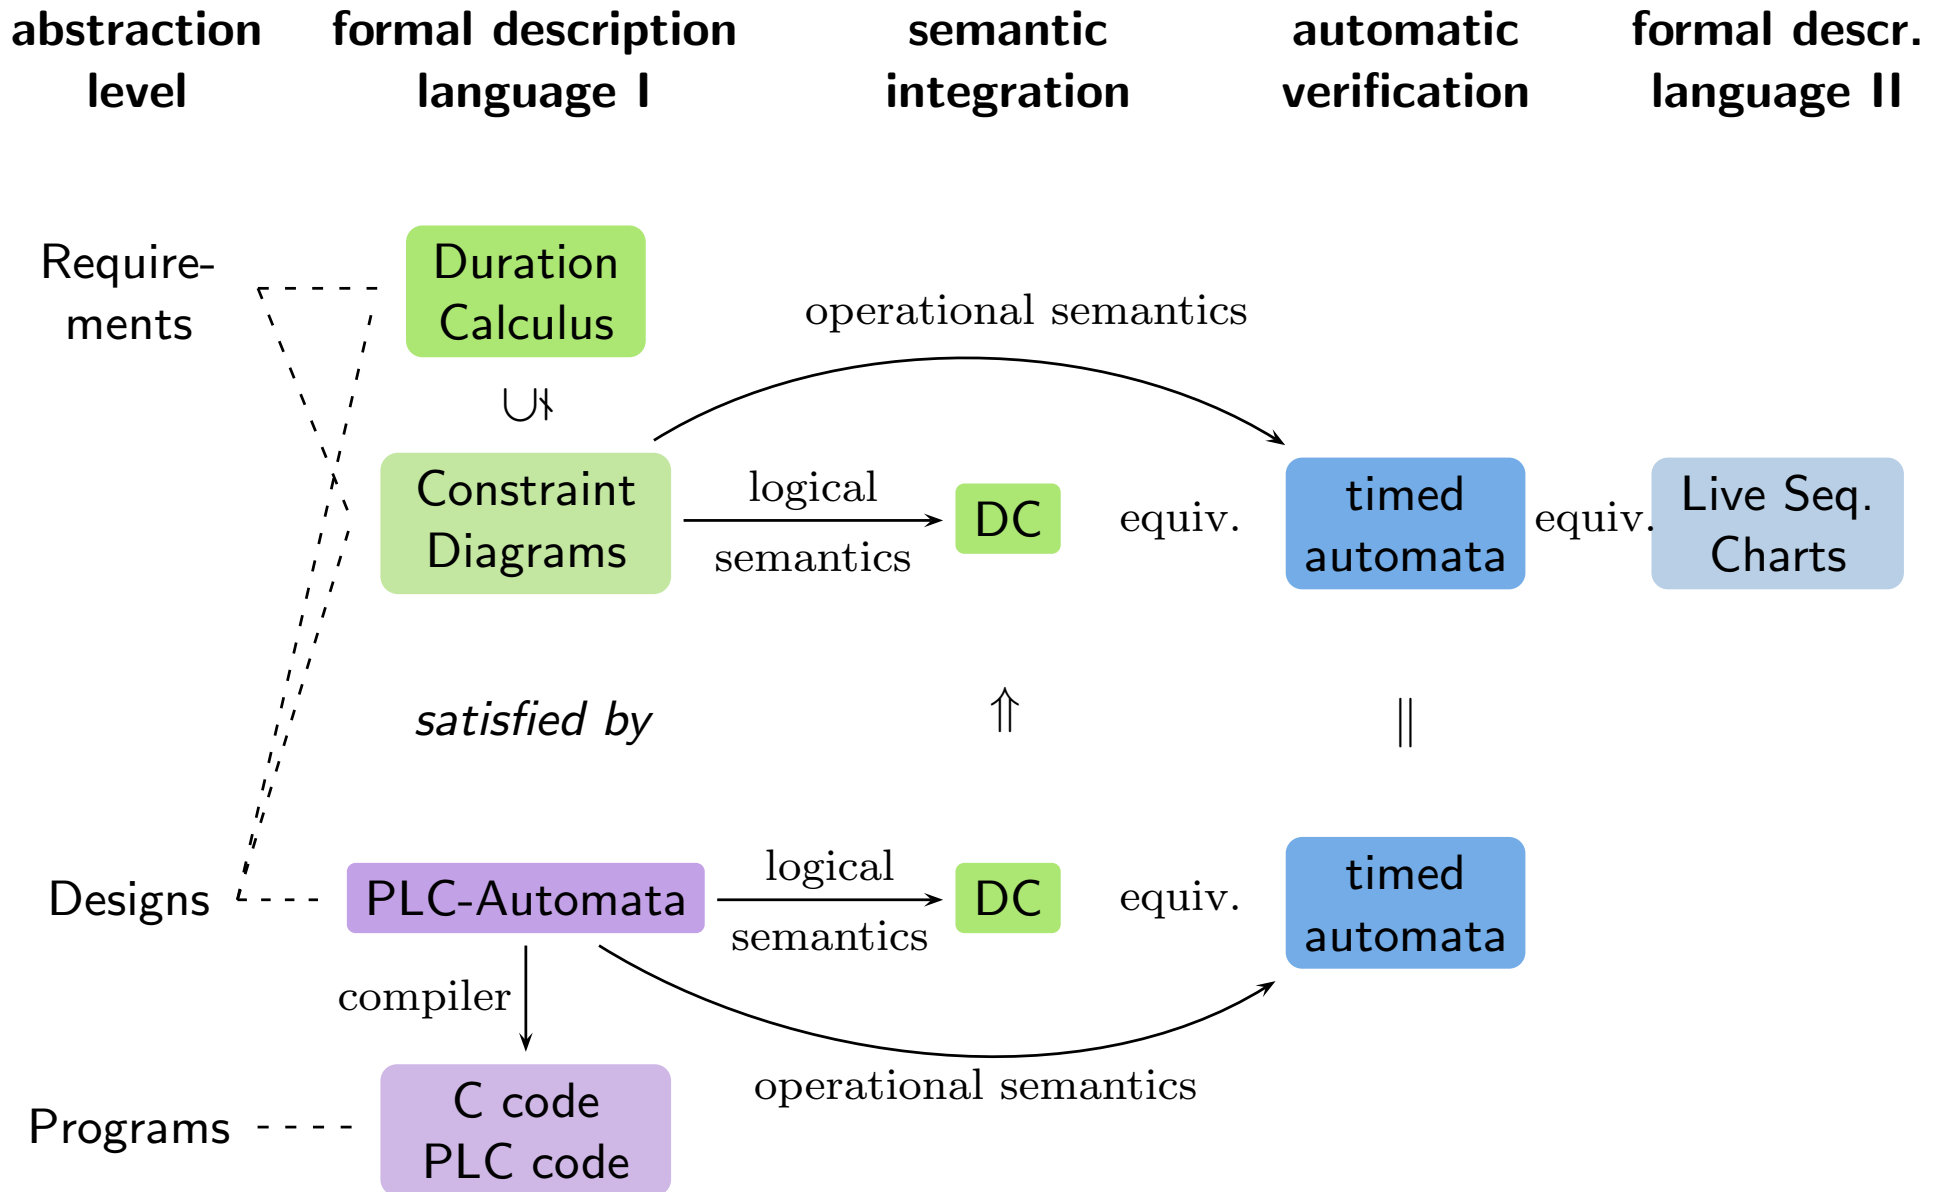 abstraction
level
formal description
language I
semantic
integration
automatic
verification
formal descr.
language II
Require-
ments
Duration
Calculus
operational semantics
Constraint
Diagrams
logical
semantics
DC
equiv.
timed
automata
equiv.
Live Seq.
Charts
satisfied by
⇑
||
Designs
PLC-Automata
logical
semantics
DC
equiv.
timed
automata
compiler
operational semantics
Programs
C code
PLC code